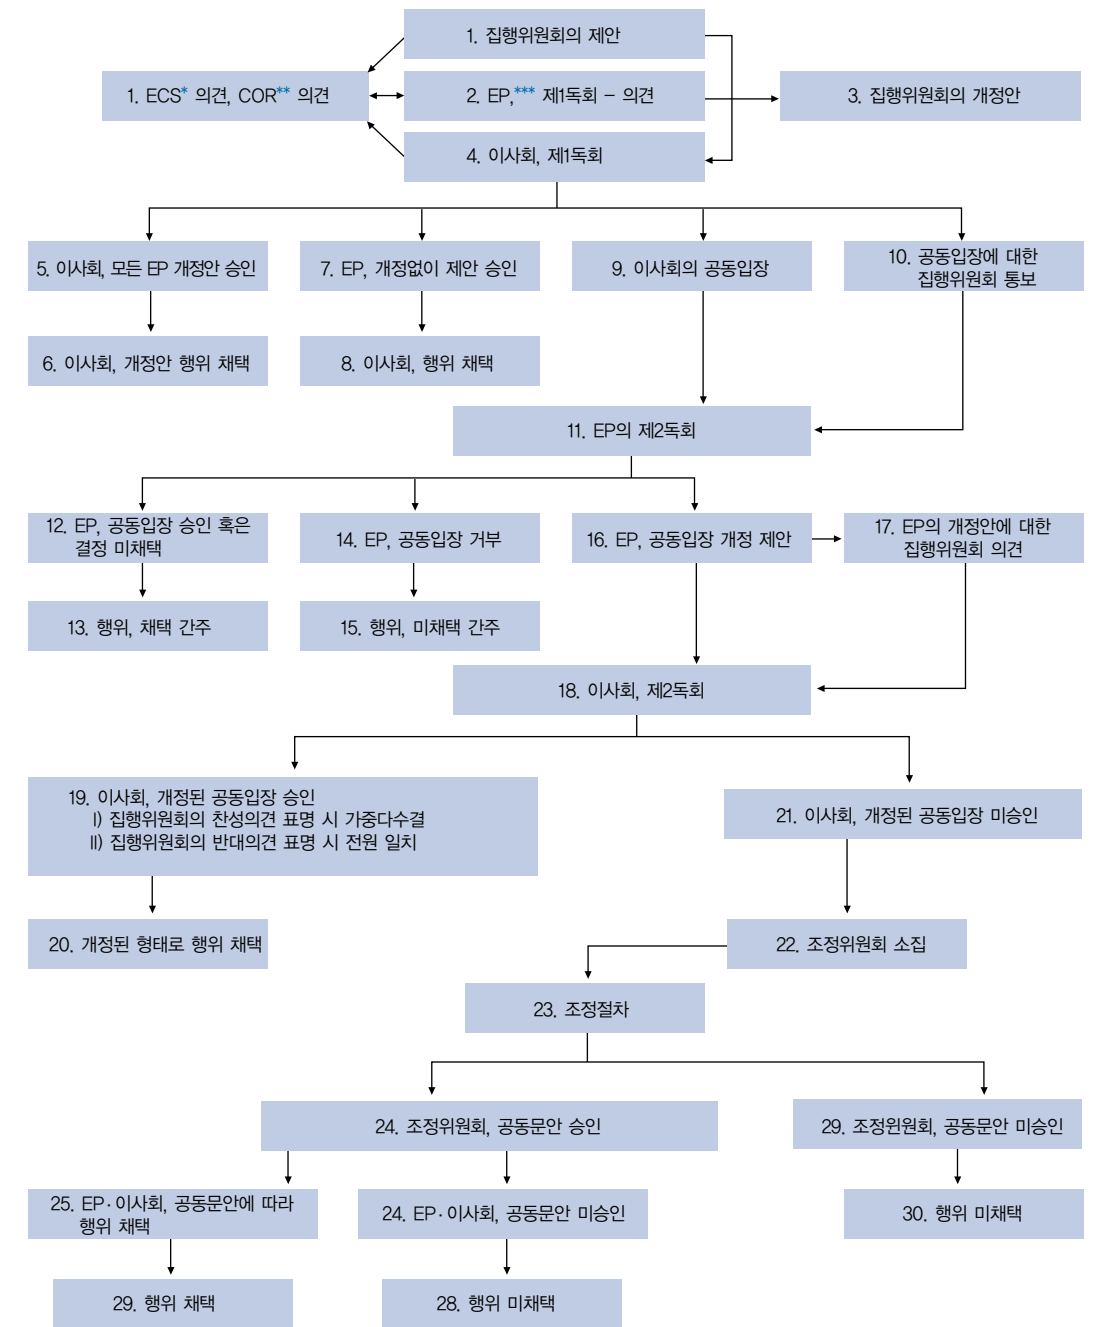 1. 집행위원회의 제안
1. ECS* 의견, COR** 의견
2. EP,*** 제1독회 - 의견
3. 집행위원회의 개정안
4. 이사회, 제1독회
5. 이사회, 모든 EP 개정안 승인
7. EP, 개정없이 제안 승인
9. 이사회의 공동입장
10. 공동입장에 대한
집행위원회 통보
6. 이사회, 개정안 행위 채택
8. 이사회, 행위 채택
11. EP의 제2독회
12. EP, 공동입장 승인 혹은
결정 미채택
14. EP, 공동입장 거부
16. EP, 공동입장 개정 제안
17. EP의 개정안에 대한
집행위원회 의견
13. 행위, 채택 간주
15. 행위, 미채택 간주
18. 이사회, 제2독회
19. 이사회, 개정된 공동입장 승인
I) 집행위원회의 찬성의견 표명 시 가중다수결
II) 집행위원회의 반대의견 표명 시 전원 일치
21. 이사회, 개정된 공동입장 미승인
20. 개정된 형태로 행위 채택
22. 조정위원회 소집
23. 조정절차
24. 조정위원회, 공동문안 승인
29. 조정윈원회, 공동문안 미승인
25. EP·이사회, 공동문안에 따라
행위 채택
24. EP·이사회, 공동문안 미승인
30. 행위 미채택
29. 행위 채택
28. 행위 미채택